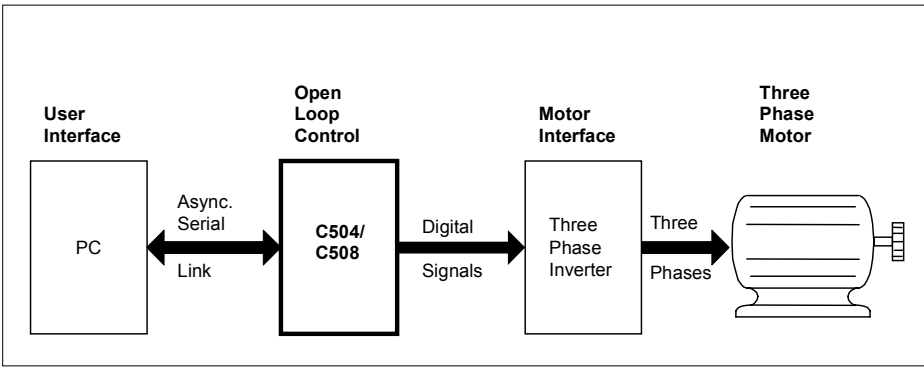 User
Interface
Open
Loop
Control
Motor
Interface
Three
Phase
Motor
PC
Async.
Serial
Link
C504/
C508
Digital
Signals
Three
Phase
Inverter
Three
Phases